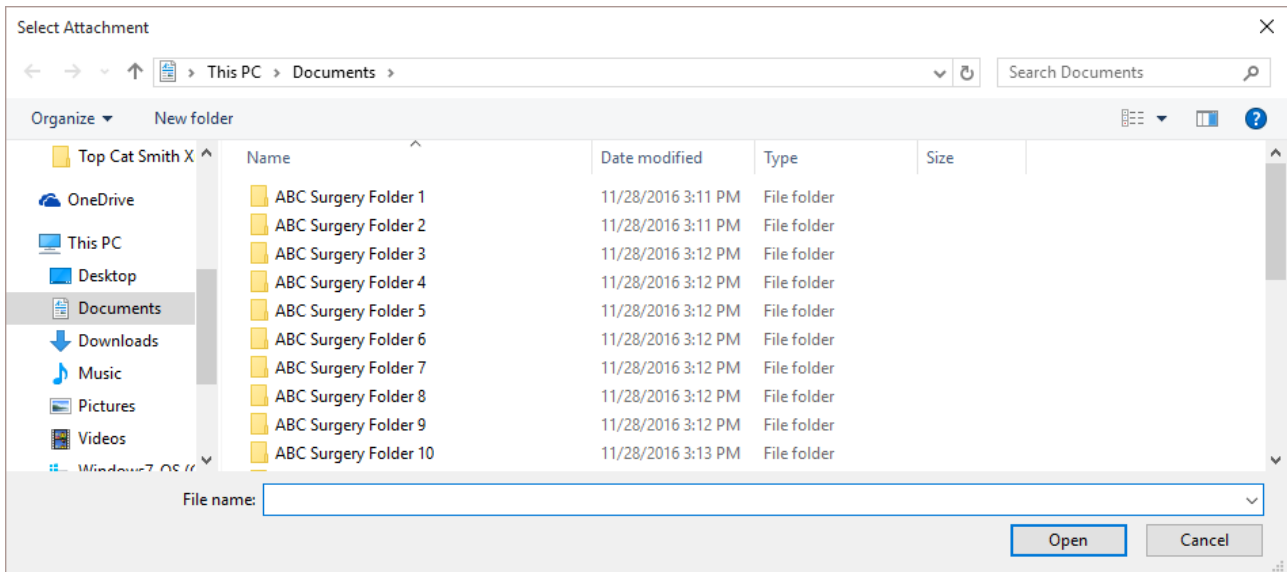 Select Attachment
This PC > Documents >
Search Documents
Organize
New folder
Name
Date modified
Type
Size
Top Cat Smith X
OneDrive
This PC
Desktop
Documents
Downloads
Music
Pictures
Videos
Windows7_OS (C
ABC Surgery Folder 1 11/28/2016 3:11 PM File folder
ABC Surgery Folder 2 11/28/2016 3:11 PM File folder
ABC Surgery Folder 3 11/28/2016 3:12 PM File folder
ABC Surgery Folder 4 11/28/2016 3:12 PM File folder
ABC Surgery Folder 5 11/28/2016 3:12 PM File folder
ABC Surgery Folder 6 11/28/2016 3:12 PM File folder
ABC Surgery Folder 7 11/28/2016 3:12 PM File folder
ABC Surgery Folder 8 11/28/2016 3:12 PM File folder
ABC Surgery Folder 9 11/28/2016 3:12 PM File folder
ABC Surgery Folder 10 11/28/2016 3:13 PM File folder
File name:
Open
Cancel